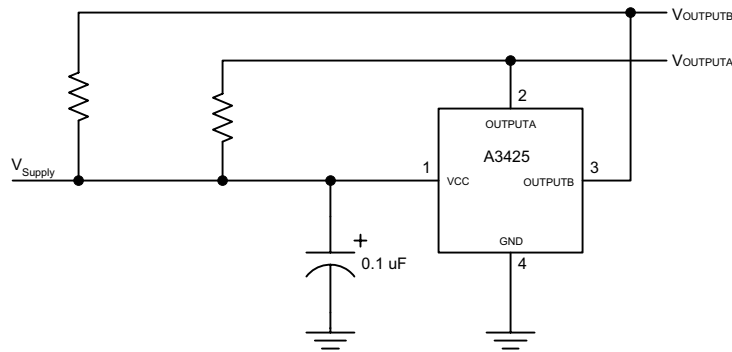 VOUTPUTB
VOUTPUTA
2
OUTPUTA
A3425
VSupply
1
VCC
OUTPUTB
3
GND
+
0.1 uF
4